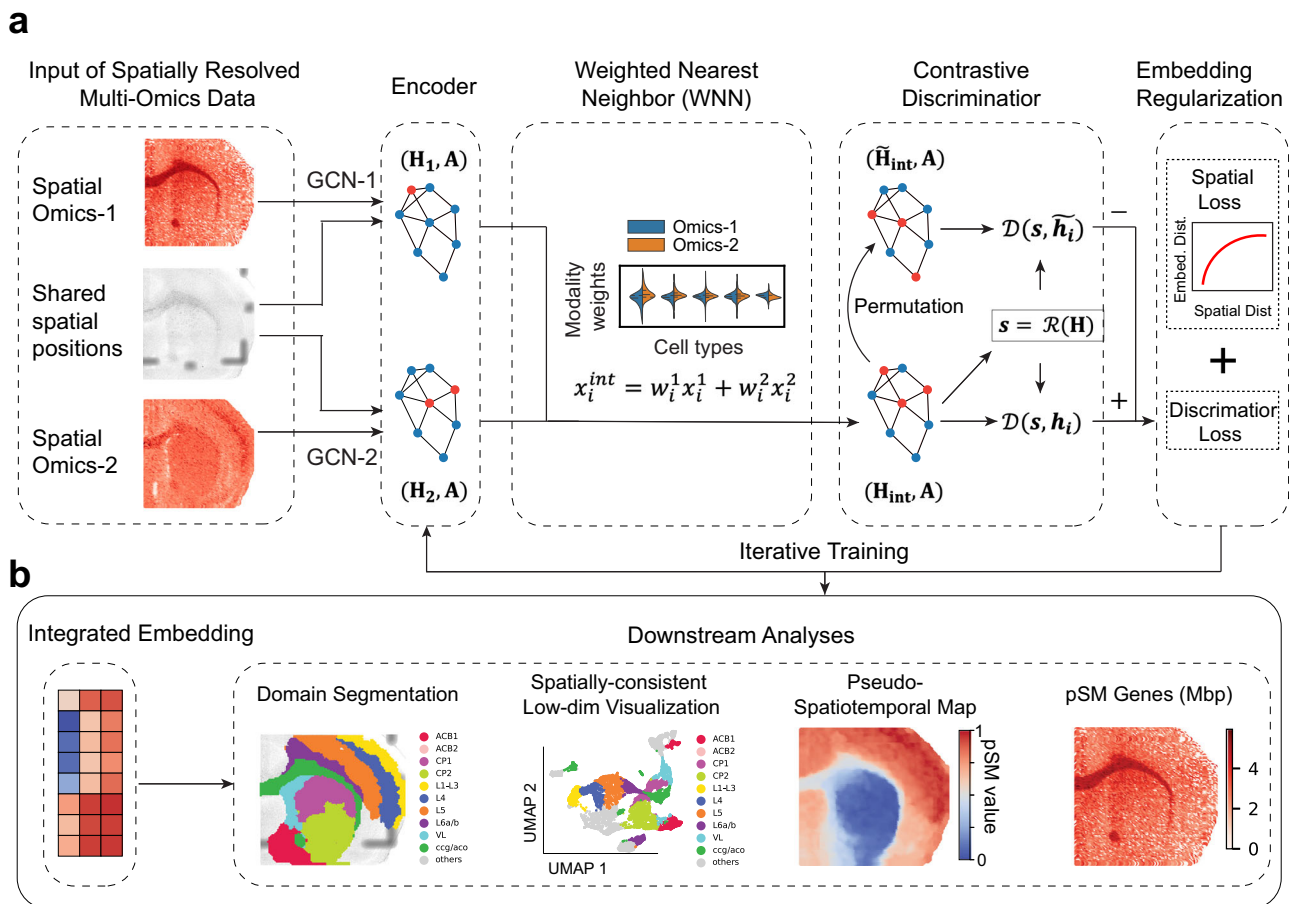 a
Input of Spatially Resolved
Multi-Omics Data
Encoder
Weighted Nearest
Neighbor (WNN)
Contrastive
Discriminatior
Embedding
Regularization
Spatial
Omics-1
Shared
spatial
positions
Spatial
Omics-2
GCN-1
GCN-2
(H₁, A)
(H₂, A)
Omics-1
Omics-2
Modality
weights
Cell types
x_i^{int} = w_i^1 x_i^1 + w_i^2 x_i^2
(H̃_int, A)
Permutation
(H_int, A)
𝒟(s, h̃_i)
s = ℛ(H)
𝒟(s, h_i)
−
+
Spatial
Loss
Embed. Dist.
Spatial Dist
+
Discrimation
Loss
Iterative Training
b
Integrated Embedding
Downstream Analyses
Domain Segmentation
ACB1
ACB2
CP1
CP2
L1-L3
L4
L5
L6a/b
VL
ccg/aco
others
Spatially-consistent
Low-dim Visualization
UMAP 2
UMAP 1
ACB1
ACB2
CP1
CP2
L1-L3
L4
L5
L6a/b
VL
ccg/aco
others
Pseudo-
Spatiotemporal Map
1
pSM value
0
pSM Genes (Mbp)
4
2
0